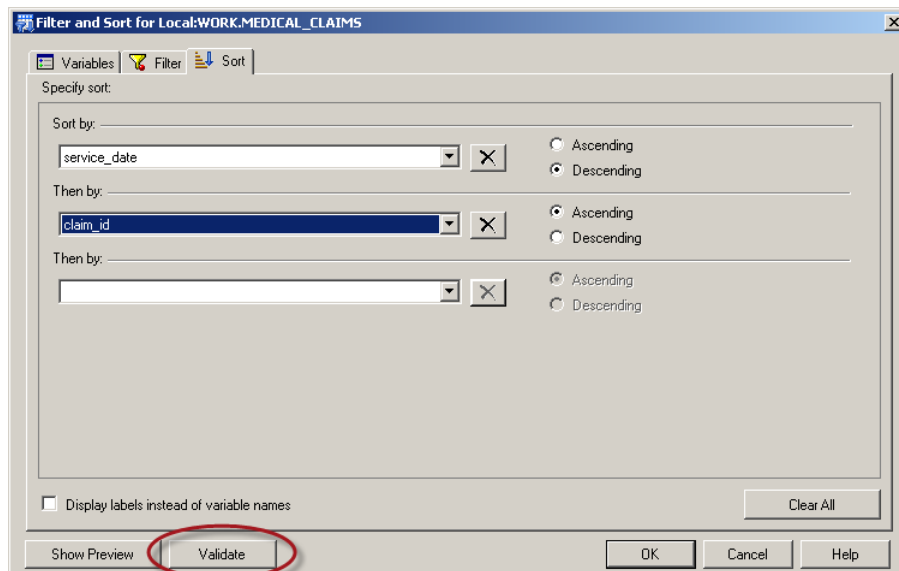 Filter and Sort for Local:WORK.MEDICAL_CLAIMS
Variables Filter Sort
Specify sort:
Sort by:
service_date
Ascending
Descending
Then by:
claim_id
Ascending
Descending
Then by:
Ascending
Descending
Display labels instead of variable names
Clear All
Show Preview Validate OK Cancel Help